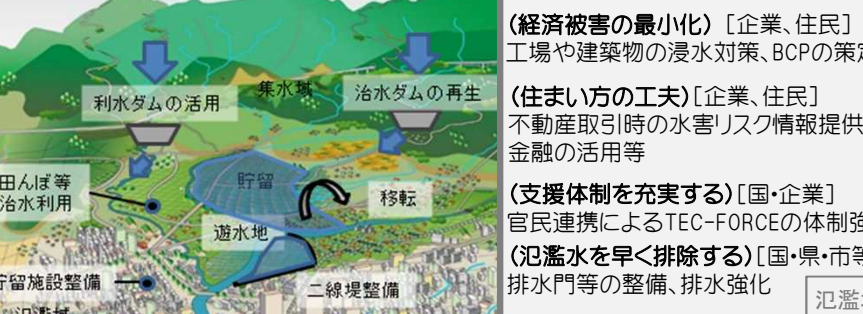 利水ダムの活用
集水域
治水ダムの再生
田んぼ等
治水利用
貯留
移転
遊水地
貯留施設整備
二線堤整備
氾濫域
(経済被害の最小化) [企業、住民]
工場や建築物の浸水対策、BCPの策定
(住まい方の工夫)[企業、住民]
不動産取引時の水害リスク情報提供
金融の活用等
(支援体制を充実する)[国・企業]
官民連携によるTEC-FORCEの体制強
(氾濫水を早く排除する)[国・県・市等
排水門等の整備、排水強化
氾濫